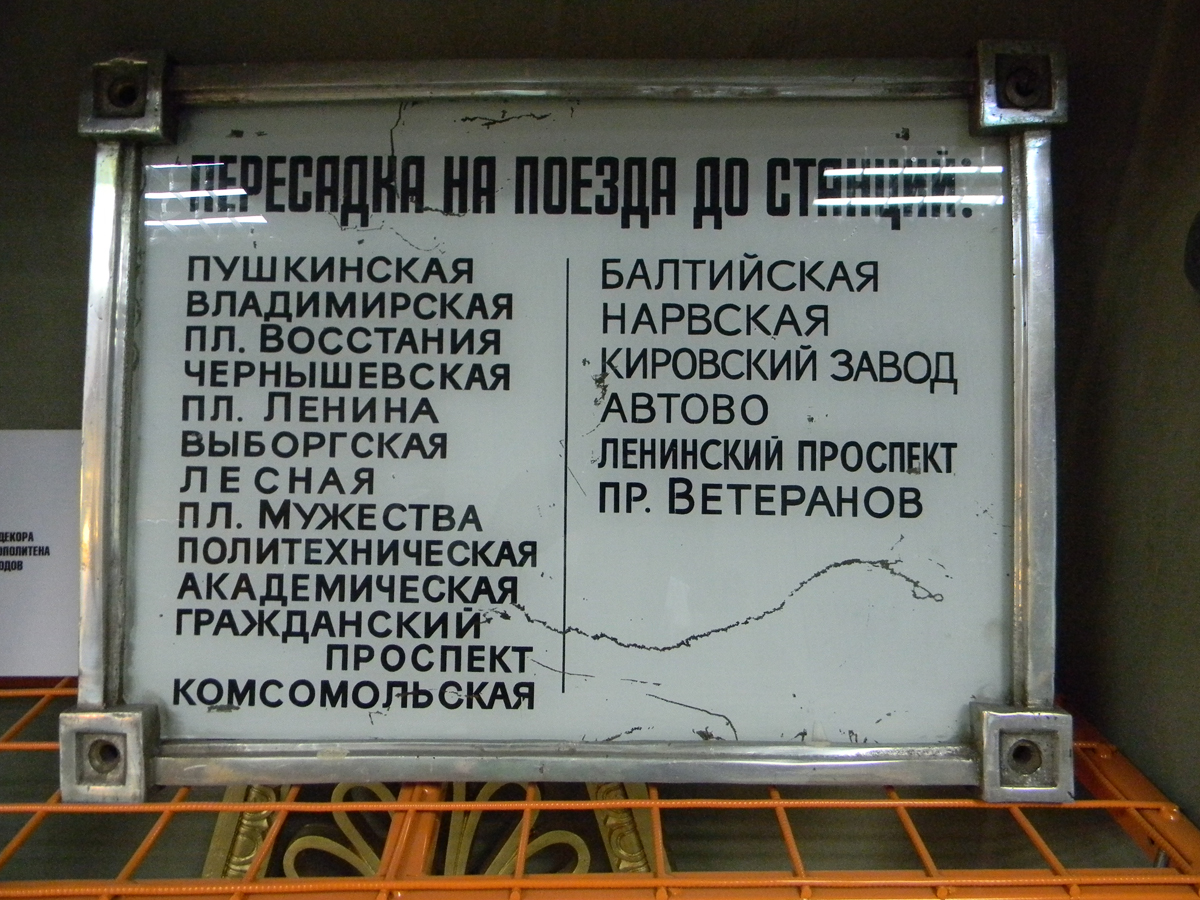 ПЕРЕСАДКА НА ПОЕЗДА ДО СТАНЦИЙ:
ПУШКИНСКАЯ
ВЛАДИМИРСКАЯ
ПЛ. ВОССТАНИЯ
ЧЕРНЫШЕВСКАЯ
ПЛ. ЛЕНИНА
ВЫБОРГСКАЯ
ЛЕСНАЯ
ПЛ. МУЖЕСТВА
ПОЛИТЕХНИЧЕСКАЯ
АКАДЕМИЧЕСКАЯ
ГРАЖДАНСКИЙ
ПРОСПЕКТ
КОМСОМОЛЬСКАЯ
БАЛТИЙСКАЯ
НАРВСКАЯ
КИРОВСКИЙ ЗАВОД
АВТОВО
ЛЕНИНСКИЙ ПРОСПЕКТ
ПР. ВЕТЕРАНОВ
ДЕКОРА